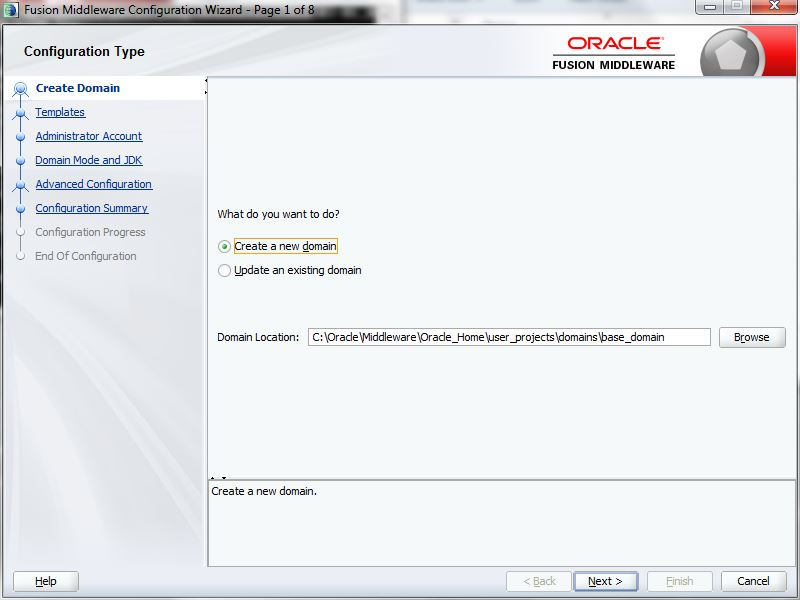 Fusion Middleware Configuration Wizard - Page 1 of 8
Configuration Type
ORACLE
FUSION MIDDLEWARE
Create Domain
Templates
Administrator Account
Domain Mode and JDK
Advanced Configuration
Configuration Summary
Configuration Progress
End Of Configuration
What do you want to do?
Create a new domain
Update an existing domain
Domain Location: C:\Oracle\Middleware\Oracle_Home\user_projects\domains\base_domain Browse
Create a new domain.
Help < Back Next > Finish Cancel